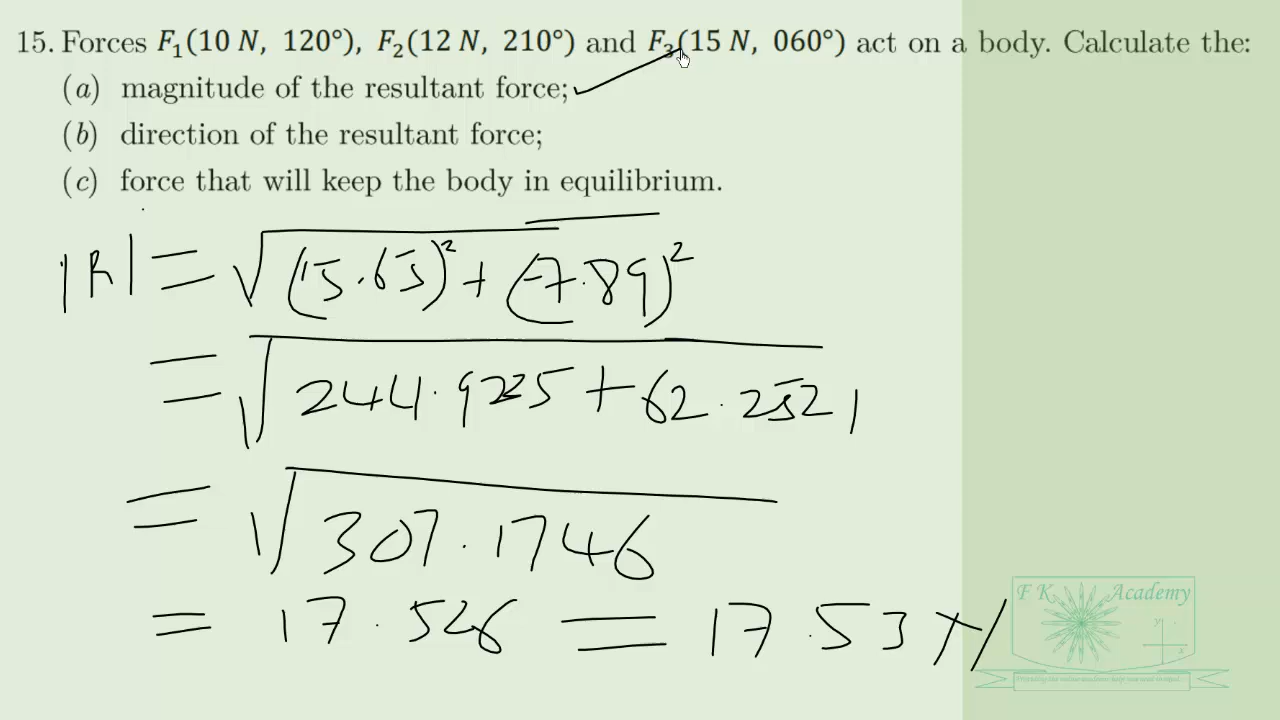 15. Forces F₁(10 N, 120°), F₂(12 N, 210°) and F₃(15 N, 060°) act on a body. Calculate the:
(a) magnitude of the resultant force;
(b) direction of the resultant force;
(c) force that will keep the body in equilibrium.
|R| = √(15.65)² + (-7.89)²
= √244.9225 + 62.2521
= √307.1746
= 17.526 = 17.53 N
F K Academy
y
x